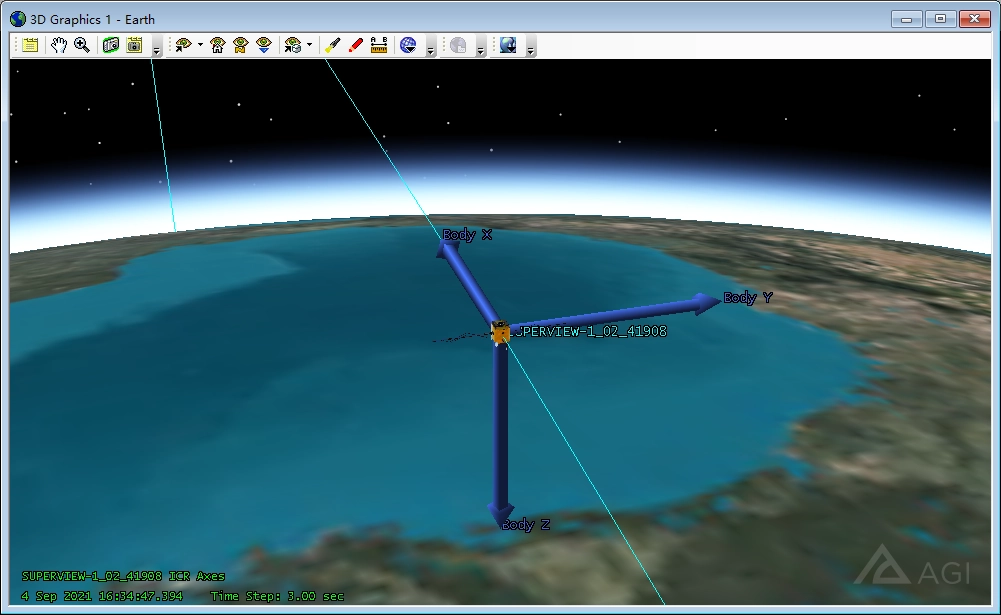 3D Graphics 1 - Earth
A B
Body X
Body Y
SUPERVIEW-1_02_41908
Body Z
SUPERVIEW-1_02_41908 ICR Axes
4 Sep 2021 16:34:47.394 Time Step: 3.00 sec
AGI